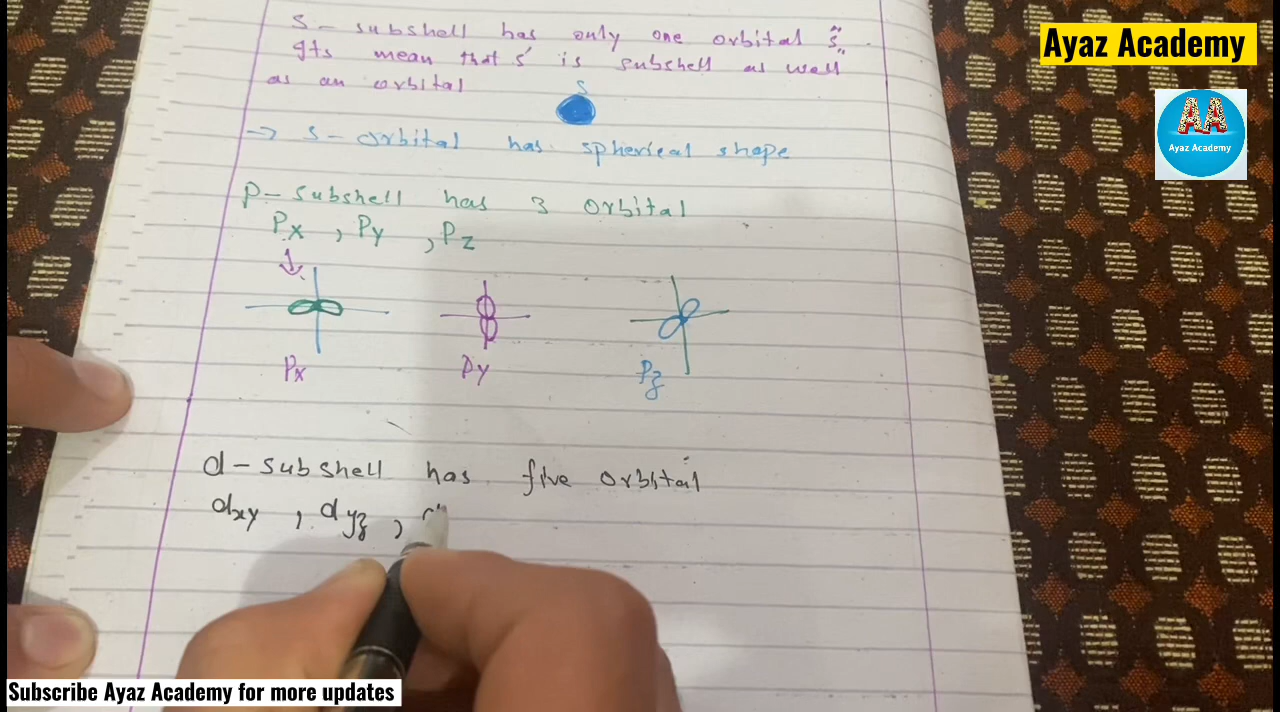 s - subshell has only one orbital "s"
Its mean that s is subshell as well
as an orbital
s
→ s - orbital has spherical shape
P - subshell has 3 orbital
Px , Py , Pz
Px Py Pz
d - subshell has five orbital
dxy , dyz ,
Ayaz Academy
AA
Ayaz Academy
Subscribe Ayaz Academy for more updates